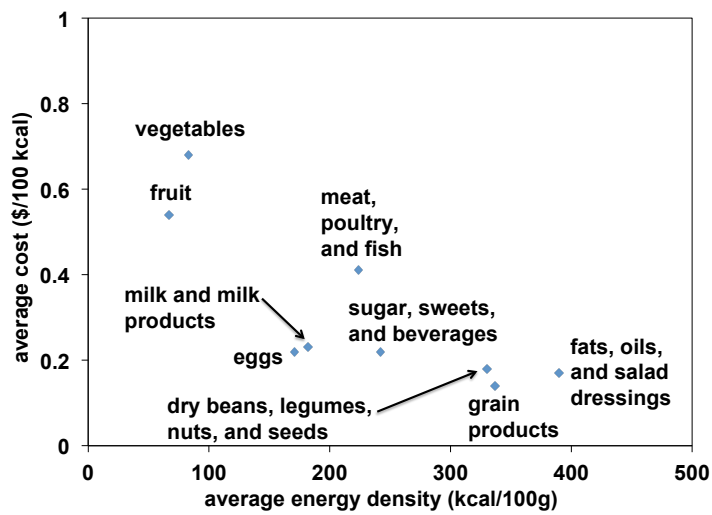 1
0.8
0.6
0.4
0.2
0
average cost ($/100 kcal)
vegetables
fruit
meat,
poultry,
and fish
milk and milk
products
eggs
sugar, sweets,
and beverages
fats, oils,
and salad
dressings
dry beans, legumes,
nuts, and seeds
grain
products
0 100 200 300 400 500
average energy density (kcal/100g)